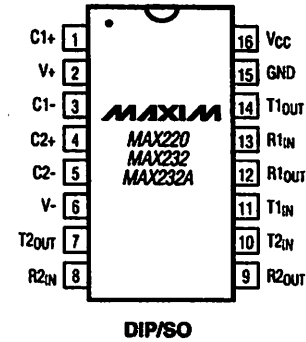 C1+ 1
V+ 2
C1- 3
C2+ 4
C2- 5
V- 6
T2OUT 7
R2IN 8
MAXIM
MAX220
MAX232
MAX232A
16 VCC
15 GND
14 T1OUT
13 R1IN
12 R1OUT
11 T1IN
10 T2IN
9 R2OUT
DIP/SO